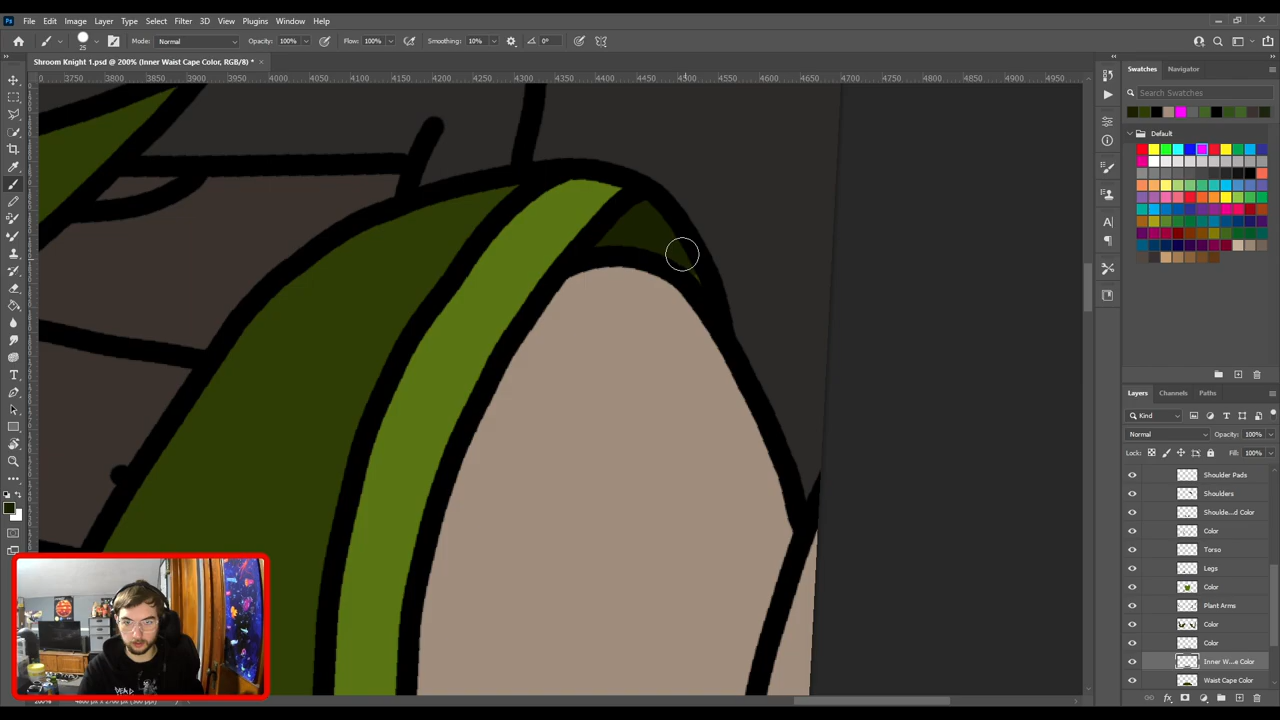 Ps File Edit Image Layer Type Select Filter 3D View Plugins Window Help
25 Mode: Normal Opacity: 100% Flow: 100% Smoothing: 10% 0°
Shroom Knight 1.psd @ 200% (Inner Waist Cape Color, RGB/8) *
3750 3800 3850 3900 3950 4000 4050 4100 4150 4200 4250 4300 4350 4400 4450 4500 4550 4600 4650 4700 4750 4800 4850 4900 4950
Swatches Navigator
Search Swatches
Default
Layers Channels Paths
Kind
Normal Opacity: 100%
Lock: Fill: 100%
Shoulder Pads
Shoulders
Shoulde...d Color
Color
Torso
Legs
Color
Plant Arms
Color
Color
Inner W...e Color
Waist Cape Color
200%